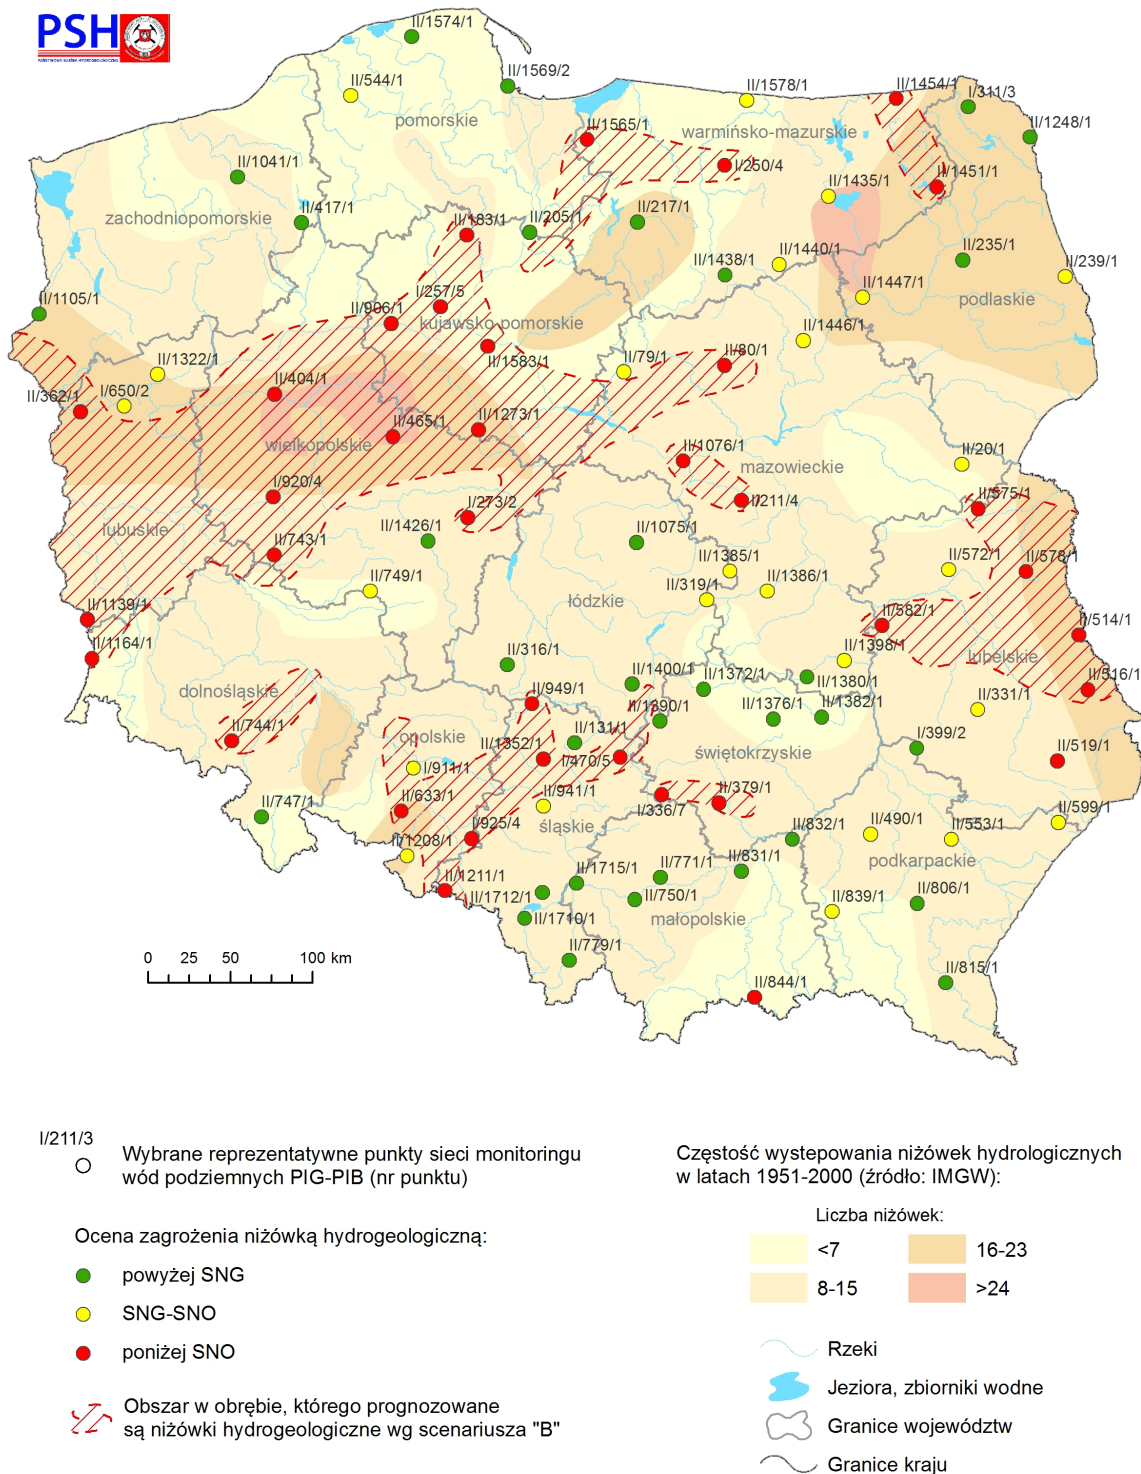 PSH
PAŃSTWOWA SŁUŻBA HYDROGEOLOGICZNA
II/1574/1
II/544/1
II/1569/2
II/1578/1
II/1454/1
I/311/3
II/1248/1
pomorskie
II/1565/1
warmińsko-mazurskie
I/250/4
II/1041/1
II/1435/1
II/1451/1
zachodniopomorskie
II/417/1
II/183/1
II/205/1
II/217/1
II/235/1
II/1440/1
II/1438/1
II/239/1
II/1447/1
podlaskie
II/1105/1
II/906/1
I/257/5
kujawsko-pomorskie
II/1446/1
II/1583/1
II/79/1
II/80/1
II/1322/1
II/404/1
I/650/2
II/362/1
II/465/1
II/1273/1
wielkopolskie
II/1076/1
mazowieckie
II/20/1
I/920/4
I/273/2
I/211/4
II/575/1
lubuskie
II/1426/1
II/1075/1
II/743/1
II/1385/1
II/572/1
II/578/1
II/749/1
II/319/1
II/1386/1
łódzkie
II/1139/1
II/582/1
II/514/1
II/1164/1
II/316/1
II/1398/1
lubelskie
II/1400/1
II/1372/1
II/1380/1
II/516/1
dolnośląskie
II/949/1
II/1390/1
II/1376/1
II/1382/1
II/331/1
II/744/1
opolskie
II/1352/1
II/131/1
I/470/5
świętokrzyskie
I/399/2
II/519/1
I/911/1
II/747/1
II/633/1
II/941/1
I/336/7
II/379/1
II/599/1
I/925/4
śląskie
II/832/1
II/490/1
II/553/1
II/1208/1
podkarpackie
II/1211/1
II/1715/1
II/771/1
II/831/1
II/1712/1
II/750/1
II/839/1
II/806/1
II/1710/1
małopolskie
II/779/1
II/815/1
II/844/1
0 25 50 100 km
I/211/3
Wybrane reprezentatywne punkty sieci monitoringu
wód podziemnych PIG-PIB (nr punktu)
Ocena zagrożenia niżówką hydrogeologiczną:
powyżej SNG
SNG-SNO
poniżej SNO
Obszar w obrębie, którego prognozowane
są niżówki hydrogeologiczne wg scenariusza "B"
Częstość wystepowania niżówek hydrologicznych
w latach 1951-2000 (źródło: IMGW):
Liczba niżówek:
<7
16-23
8-15
>24
Rzeki
Jeziora, zbiorniki wodne
Granice województw
Granice kraju